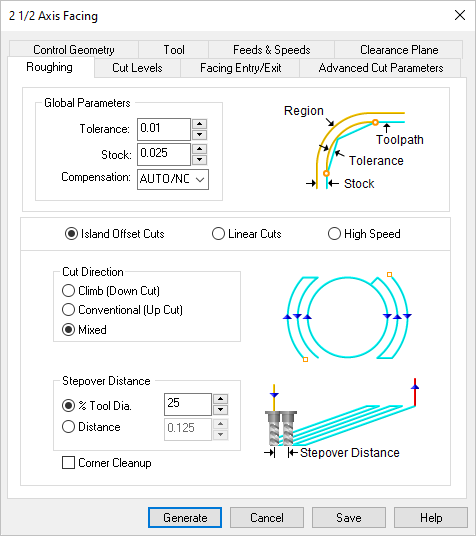 2 1/2 Axis Facing
Control Geometry Tool Feeds & Speeds Clearance Plane
Roughing Cut Levels Facing Entry/Exit Advanced Cut Parameters
Global Parameters
Tolerance: 0.01
Stock: 0.025
Compensation: AUTO/NO
Region
Toolpath
Tolerance
Stock
Island Offset Cuts Linear Cuts High Speed
Cut Direction
Climb (Down Cut)
Conventional (Up Cut)
Mixed
Stepover Distance
% Tool Dia. 25
Distance 0.125
Stepover Distance
Corner Cleanup
Generate Cancel Save Help